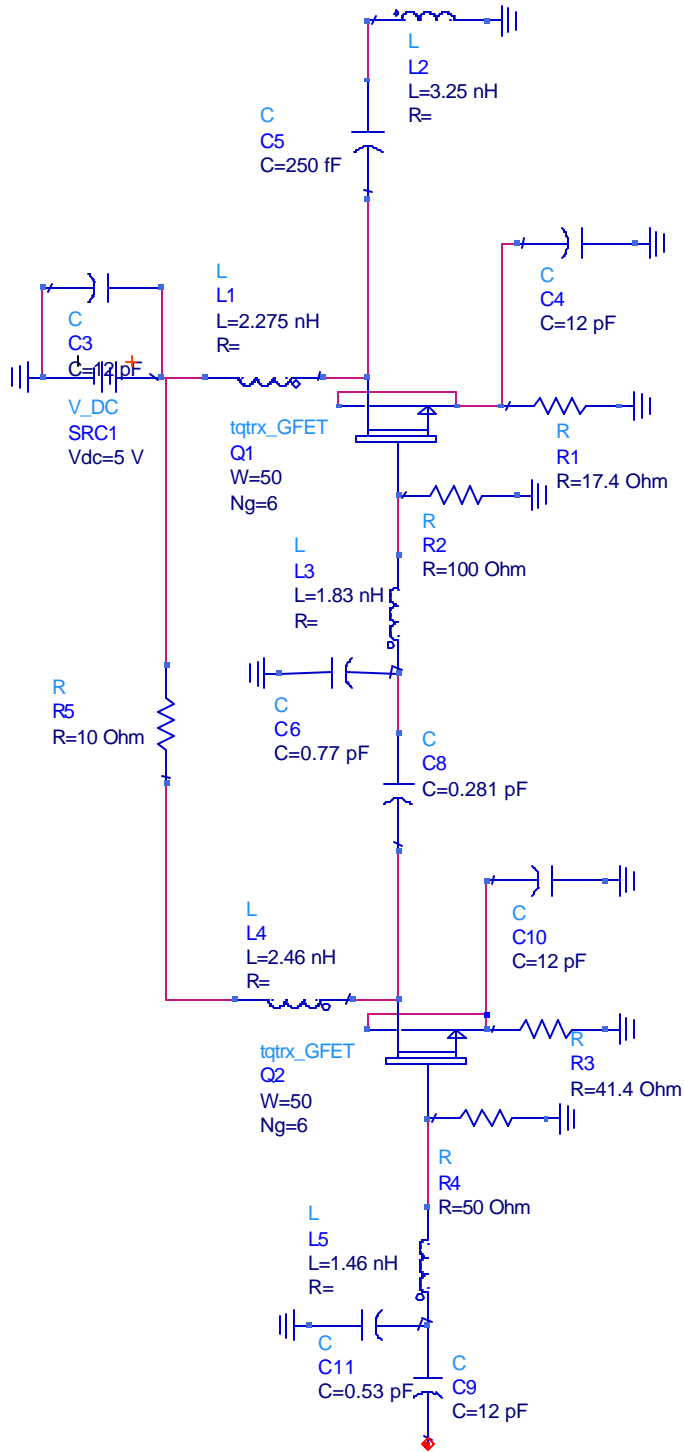 L
L2
L=3.25 nH
R=
C
C5
C=250 fF
C
C4
C=12 pF
L
L1
L=2.275 nH
R=
C
C3
C=12 pF
V_DC
SRC1
Vdc=5 V
tqtrx_GFET
Q1
W=50
Ng=6
R
R1
R=17.4 Ohm
R
R2
R=100 Ohm
L
L3
L=1.83 nH
R=
R
R5
R=10 Ohm
C
C6
C=0.77 pF
C
C8
C=0.281 pF
C
C10
C=12 pF
L
L4
L=2.46 nH
R=
tqtrx_GFET
Q2
W=50
Ng=6
R
R3
R=41.4 Ohm
R
R4
R=50 Ohm
L
L5
L=1.46 nH
R=
C
C11
C=0.53 pF
C
C9
C=12 pF